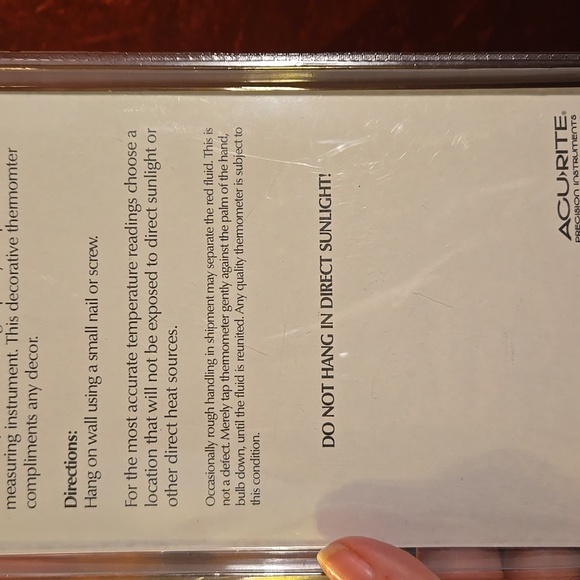 measuring instrument. This decorative thermomter
compliments any decor.
Directions:
Hang on wall using a small nail or screw.
For the most accurate temperature readings choose a
location that will not be exposed to direct sunlight or
other direct heat sources.
Occasionally rough handling in shipment may separate the red fluid. This is
not a defect. Merely tap thermometer gently against the palm of the hand,
bulb down, until the fluid is reunited. Any quality thermometer is subject to
this condition.
DO NOT HANG IN DIRECT SUNLIGHT!
ACU›RITE®
PRECISION INSTRUMENTS